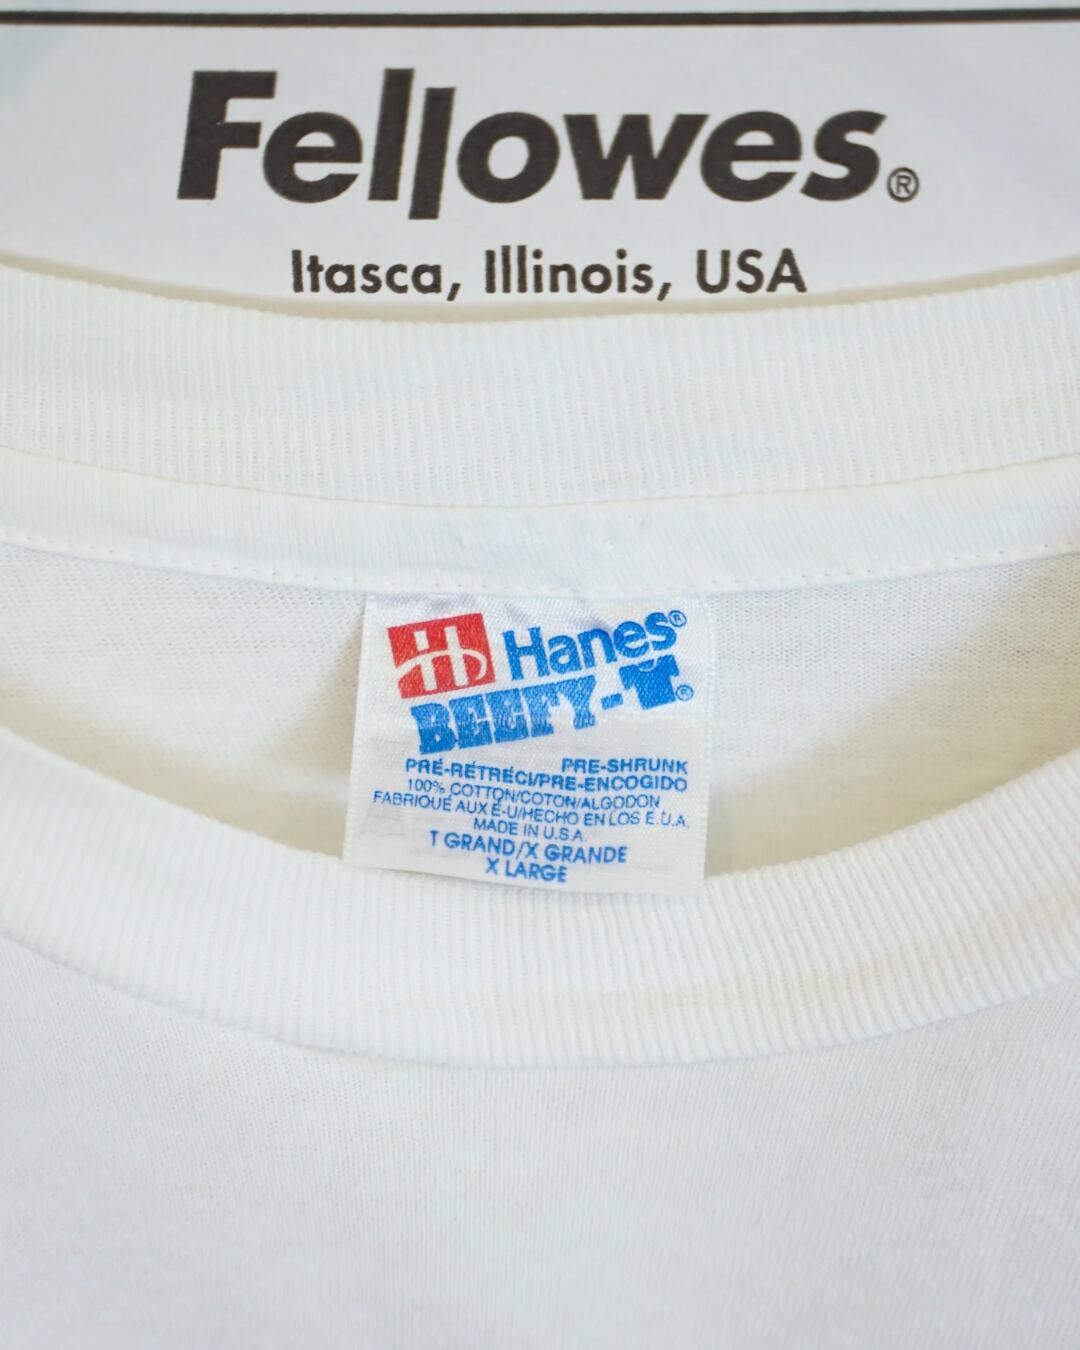 Fellowes®
Itasca, Illinois, USA
H Hanes®
BEEFY-T®
PRE-SHRUNK
PRÉ-RÉTRÉCI/PRE-ENCOGIDO
100% COTTON/COTON/ALGODON
FABRIQUÉ AUX É-U/HECHO EN LOS E.U.A.
MADE IN U.S.A.
T GRAND/X GRANDE
X LARGE